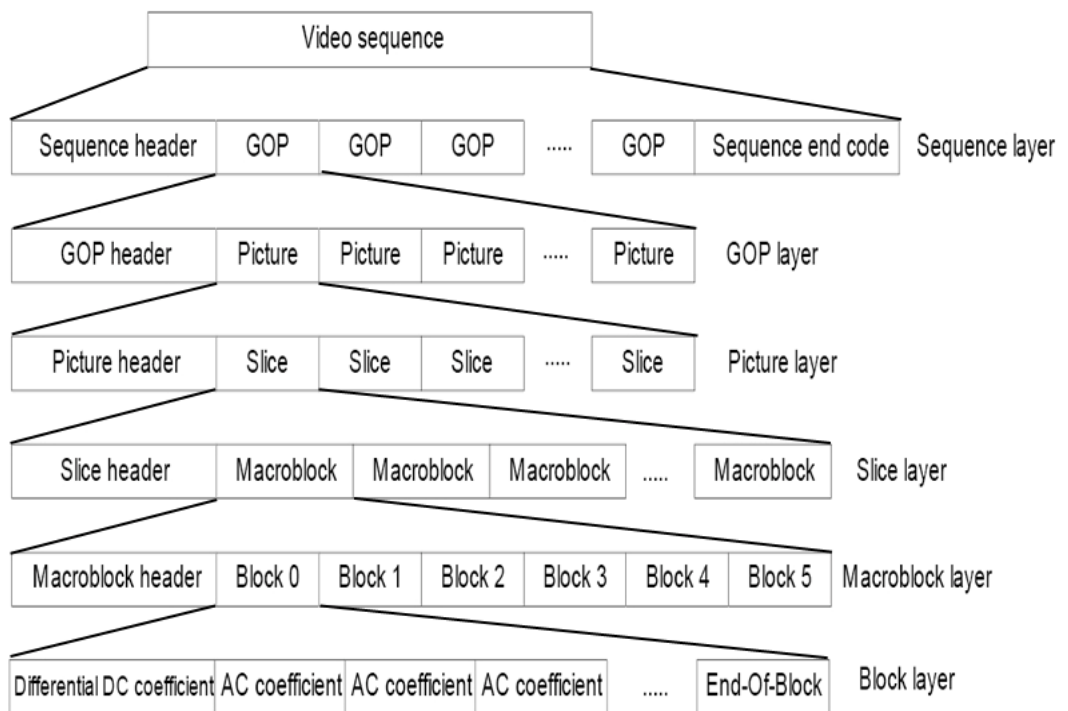 Video sequence
Sequence header GOP GOP GOP ..... GOP Sequence end code Sequence layer
GOP header Picture Picture Picture ..... Picture GOP layer
Picture header Slice Slice Slice ..... Slice Picture layer
Slice header Macroblock Macroblock Macroblock ..... Macroblock Slice layer
Macroblock header Block 0 Block 1 Block 2 Block 3 Block 4 Block 5 Macroblock layer
Differential DC coefficient AC coefficient AC coefficient AC coefficient ..... End-Of-Block Block layer